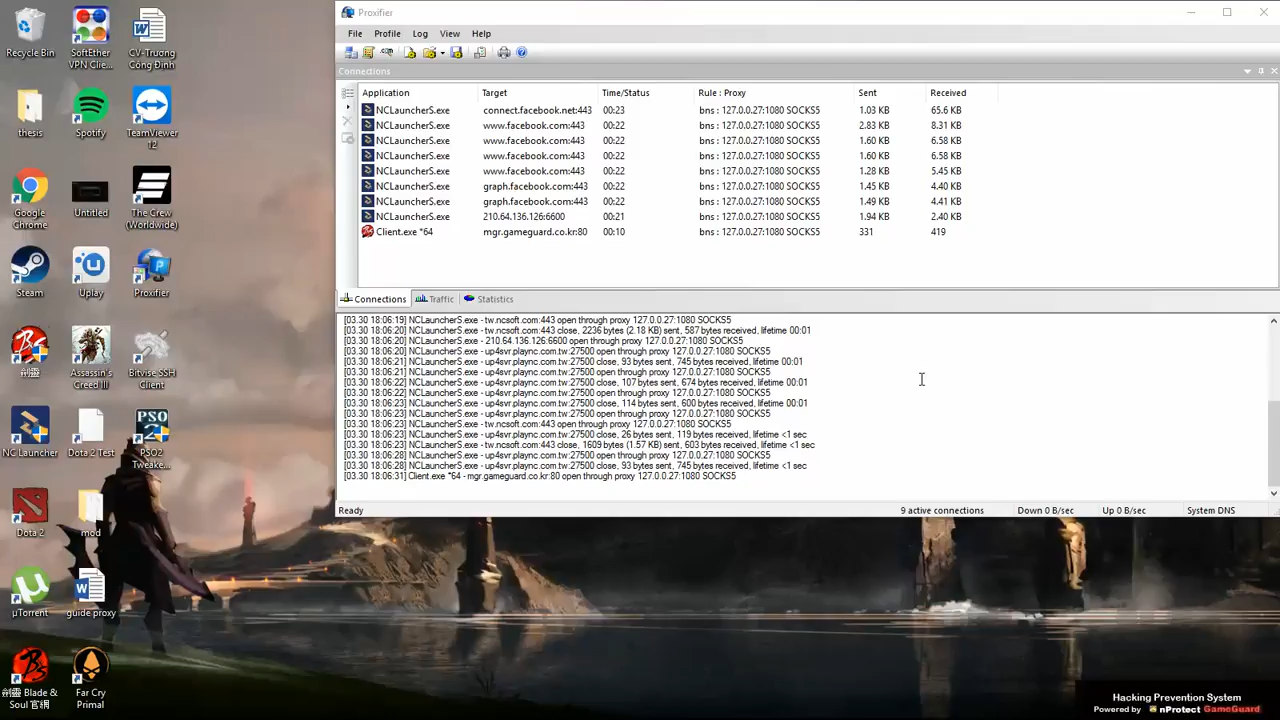 Recycle Bin
SoftEther
VPN Clie...
CV-Trương
Công Định
thesis
Spotify
TeamViewer
12
Google
Chrome
Untitled
The Crew
(Worldwide)
Steam
Uplay
Proxifier
劍靈
Assassin's
Creed III
Bitvise SSH
Client
NC Launcher
Dota 2 Test
PSO2
PSO2
Tweake...
Dota 2
mod
µTorrent
guide proxy
劍靈 Blade &
Soul 官網
Far Cry
Primal
Proxifier
File Profile Log View Help
Connections
Application Target Time/Status Rule : Proxy Sent Received
NCLauncherS.exe connect.facebook.net:443 00:23 bns : 127.0.0.27:1080 SOCKS5 1.03 KB 65.6 KB
NCLauncherS.exe www.facebook.com:443 00:22 bns : 127.0.0.27:1080 SOCKS5 2.83 KB 8.31 KB
NCLauncherS.exe www.facebook.com:443 00:22 bns : 127.0.0.27:1080 SOCKS5 1.60 KB 6.58 KB
NCLauncherS.exe www.facebook.com:443 00:22 bns : 127.0.0.27:1080 SOCKS5 1.60 KB 6.58 KB
NCLauncherS.exe www.facebook.com:443 00:22 bns : 127.0.0.27:1080 SOCKS5 1.28 KB 5.45 KB
NCLauncherS.exe graph.facebook.com:443 00:22 bns : 127.0.0.27:1080 SOCKS5 1.45 KB 4.40 KB
NCLauncherS.exe graph.facebook.com:443 00:22 bns : 127.0.0.27:1080 SOCKS5 1.49 KB 4.41 KB
NCLauncherS.exe 210.64.136.126:6600 00:21 bns : 127.0.0.27:1080 SOCKS5 1.94 KB 2.40 KB
Client.exe *64 mgr.gameguard.co.kr:80 00:10 bns : 127.0.0.27:1080 SOCKS5 331 419
Connections Traffic Statistics
[03.30 18:06:19] NCLauncherS.exe - tw.ncsoft.com:443 open through proxy 127.0.0.27:1080 SOCKS5
[03.30 18:06:20] NCLauncherS.exe - tw.ncsoft.com:443 close, 2236 bytes (2.18 KB) sent, 587 bytes received, lifetime 00:01
[03.30 18:06:20] NCLauncherS.exe - 210.64.136.126:6600 open through proxy 127.0.0.27:1080 SOCKS5
[03.30 18:06:20] NCLauncherS.exe - up4svr.plaync.com.tw:27500 open through proxy 127.0.0.27:1080 SOCKS5
[03.30 18:06:21] NCLauncherS.exe - up4svr.plaync.com.tw:27500 close, 93 bytes sent, 745 bytes received, lifetime 00:01
[03.30 18:06:21] NCLauncherS.exe - up4svr.plaync.com.tw:27500 open through proxy 127.0.0.27:1080 SOCKS5
[03.30 18:06:22] NCLauncherS.exe - up4svr.plaync.com.tw:27500 close, 107 bytes sent, 674 bytes received, lifetime 00:01
[03.30 18:06:22] NCLauncherS.exe - up4svr.plaync.com.tw:27500 open through proxy 127.0.0.27:1080 SOCKS5
[03.30 18:06:23] NCLauncherS.exe - up4svr.plaync.com.tw:27500 close, 114 bytes sent, 600 bytes received, lifetime 00:01
[03.30 18:06:23] NCLauncherS.exe - up4svr.plaync.com.tw:27500 open through proxy 127.0.0.27:1080 SOCKS5
[03.30 18:06:23] NCLauncherS.exe - tw.ncsoft.com:443 open through proxy 127.0.0.27:1080 SOCKS5
[03.30 18:06:23] NCLauncherS.exe - up4svr.plaync.com.tw:27500 close, 26 bytes sent, 119 bytes received, lifetime <1 sec
[03.30 18:06:23] NCLauncherS.exe - tw.ncsoft.com:443 close, 1609 bytes (1.57 KB) sent, 603 bytes received, lifetime <1 sec
[03.30 18:06:28] NCLauncherS.exe - up4svr.plaync.com.tw:27500 open through proxy 127.0.0.27:1080 SOCKS5
[03.30 18:06:28] NCLauncherS.exe - up4svr.plaync.com.tw:27500 close, 93 bytes sent, 745 bytes received, lifetime <1 sec
[03.30 18:06:31] Client.exe *64 - mgr.gameguard.co.kr:80 open through proxy 127.0.0.27:1080 SOCKS5
Ready 9 active connections Down 0 B/sec Up 0 B/sec System DNS
Hacking Prevention System
Powered by nProtect GameGuard